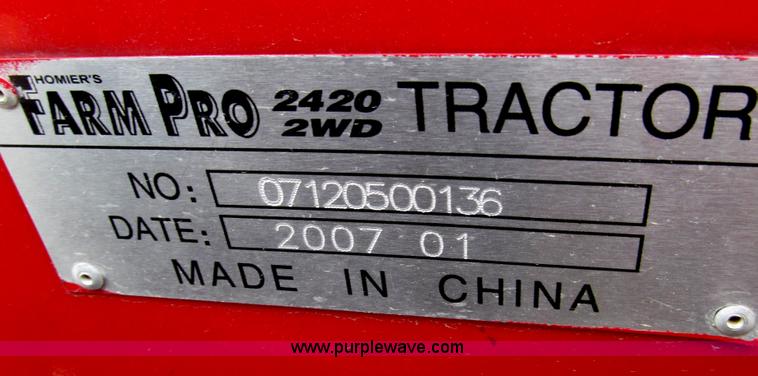 HOMIER'S
FARM PRO 2420 2WD TRACTOR
NO: 07120500136
DATE: 2007 01
MADE IN CHINA
www.purplewave.com